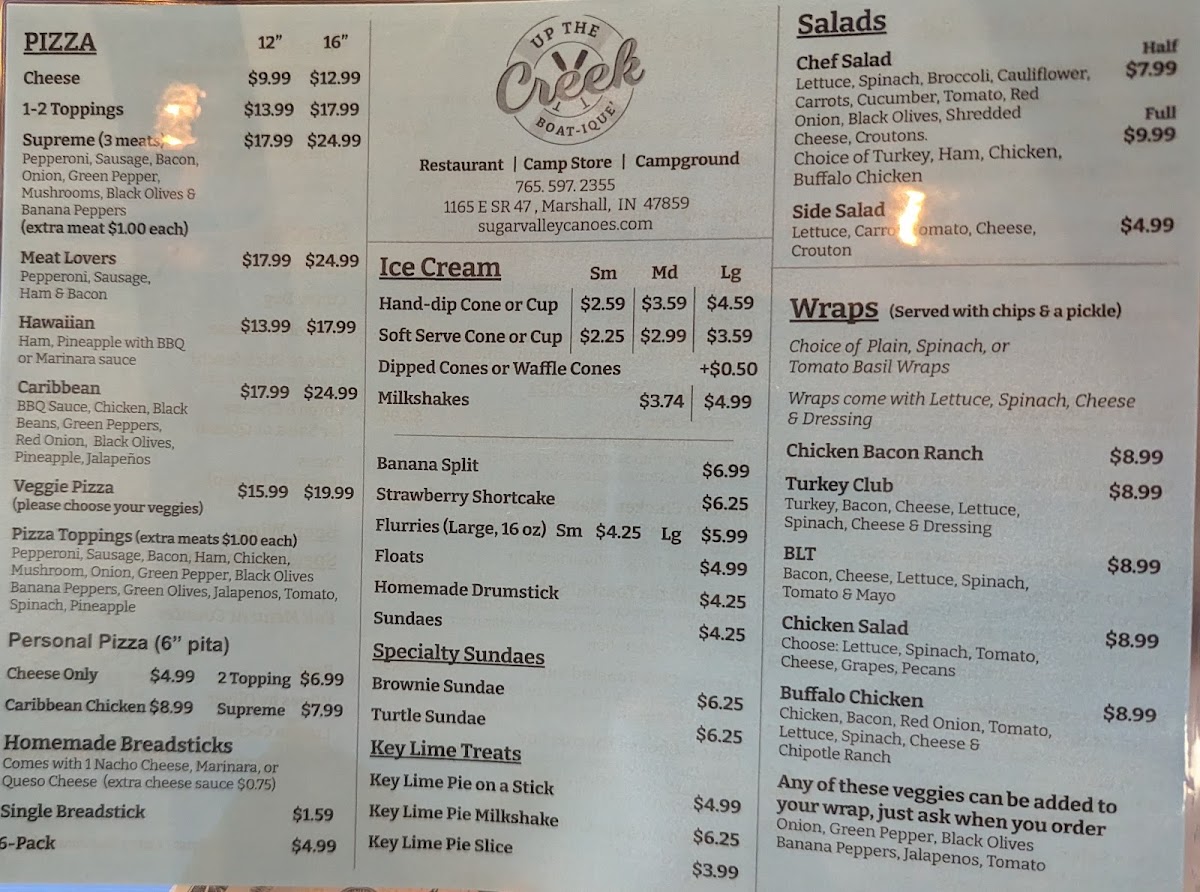 PIZZA 12" 16"
Cheese $9.99 $12.99
1-2 Toppings $13.99 $17.99
Supreme (3 meats) $17.99 $24.99
Pepperoni, Sausage, Bacon,
Onion, Green Pepper,
Mushrooms, Black Olives &
Banana Peppers
(extra meat $1.00 each)
Meat Lovers $17.99 $24.99
Pepperoni, Sausage,
Ham & Bacon
Hawaiian $13.99 $17.99
Ham, Pineapple with BBQ
or Marinara sauce
Caribbean $17.99 $24.99
BBQ Sauce, Chicken, Black
Beans, Green Peppers,
Red Onion, Black Olives,
Pineapple, Jalapeños
Veggie Pizza $15.99 $19.99
(please choose your veggies)
Pizza Toppings (extra meats $1.00 each)
Pepperoni, Sausage, Bacon, Ham, Chicken,
Mushroom, Onion, Green Pepper, Black Olives
Banana Peppers, Green Olives, Jalapenos, Tomato,
Spinach, Pineapple
Personal Pizza (6" pita)
Cheese Only $4.99 2 Topping $6.99
Caribbean Chicken $8.99 Supreme $7.99
Homemade Breadsticks
Comes with 1 Nacho Cheese, Marinara, or
Queso Cheese (extra cheese sauce $0.75)
Single Breadstick $1.59
6-Pack $4.99
UP THE
Creek
BOAT-IQUE'
Restaurant | Camp Store | Campground
765. 597. 2355
1165 E SR 47 , Marshall, IN 47859
sugarvalleycanoes.com
Ice Cream Sm Md Lg
Hand-dip Cone or Cup $2.59 $3.59 $4.59
Soft Serve Cone or Cup $2.25 $2.99 $3.59
Dipped Cones or Waffle Cones +$0.50
Milkshakes $3.74 $4.99
Banana Split $6.99
Strawberry Shortcake $6.25
Flurries (Large, 16 oz) Sm $4.25 Lg $5.99
Floats $4.99
Homemade Drumstick $4.25
Sundaes $4.25
Specialty Sundaes
Brownie Sundae $6.25
Turtle Sundae $6.25
Key Lime Treats
Key Lime Pie on a Stick $4.99
Key Lime Pie Milkshake $6.25
Key Lime Pie Slice $3.99
Salads
Half
Chef Salad $7.99
Lettuce, Spinach, Broccoli, Cauliflower,
Carrots, Cucumber, Tomato, Red
Onion, Black Olives, Shredded Full
Cheese, Croutons. $9.99
Choice of Turkey, Ham, Chicken,
Buffalo Chicken
Side Salad $4.99
Lettuce, Carro omato, Cheese,
Crouton
Wraps (Served with chips & a pickle)
Choice of Plain, Spinach, or
Tomato Basil Wraps
Wraps come with Lettuce, Spinach, Cheese
& Dressing
Chicken Bacon Ranch $8.99
Turkey Club $8.99
Turkey, Bacon, Cheese, Lettuce,
Spinach, Cheese & Dressing
BLT $8.99
Bacon, Cheese, Lettuce, Spinach,
Tomato & Mayo
Chicken Salad $8.99
Choose: Lettuce, Spinach, Tomato,
Cheese, Grapes, Pecans
Buffalo Chicken $8.99
Chicken, Bacon, Red Onion, Tomato,
Lettuce, Spinach, Cheese &
Chipotle Ranch
Any of these veggies can be added to
your wrap, just ask when you order
Onion, Green Pepper, Black Olives
Banana Peppers, Jalapenos, Tomato